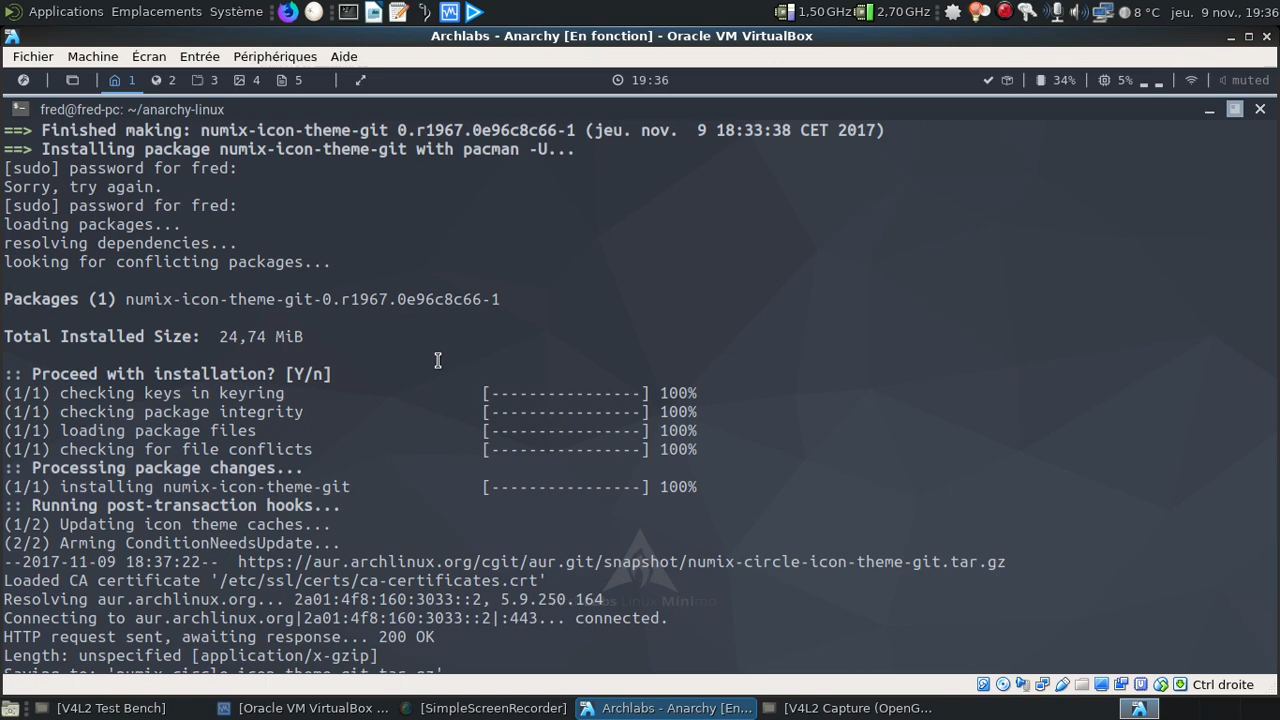 Applications Emplacements Système 1,50 GHz 2,70 GHz 8 °C jeu. 9 nov., 19:36
Archlabs - Anarchy [En fonction] - Oracle VM VirtualBox
Fichier Machine Écran Entrée Périphériques Aide
1 2 3 4 5 19:36 34% 5% muted
fred@fred-pc: ~/anarchy-linux
==> Finished making: numix-icon-theme-git 0.r1967.0e96c8c66-1 (jeu. nov.  9 18:33:38 CET 2017)
==> Installing package numix-icon-theme-git with pacman -U...
[sudo] password for fred:
Sorry, try again.
[sudo] password for fred:
loading packages...
resolving dependencies...
looking for conflicting packages...
Packages (1) numix-icon-theme-git-0.r1967.0e96c8c66-1
Total Installed Size:  24,74 MiB
:: Proceed with installation? [Y/n]
(1/1) checking keys in keyring [----------------] 100%
(1/1) checking package integrity [----------------] 100%
(1/1) loading package files [----------------] 100%
(1/1) checking for file conflicts [----------------] 100%
:: Processing package changes...
(1/1) installing numix-icon-theme-git [----------------] 100%
:: Running post-transaction hooks...
(1/2) Updating icon theme caches...
(2/2) Arming ConditionNeedsUpdate...
--2017-11-09 18:37:22--  https://aur.archlinux.org/cgit/aur.git/snapshot/numix-circle-icon-theme-git.tar.gz
Loaded CA certificate '/etc/ssl/certs/ca-certificates.crt'
Resolving aur.archlinux.org... 2a01:4f8:160:3033::2, 5.9.250.164
Connecting to aur.archlinux.org|2a01:4f8:160:3033::2|:443... connected.
HTTP request sent, awaiting response... 200 OK
Length: unspecified [application/x-gzip]
Saving to: 'numix-circle-icon-theme-git.tar.gz'
Ctrl droite
[V4L2 Test Bench] [Oracle VM VirtualBox ... [SimpleScreenRecorder] Archlabs - Anarchy [En... [V4L2 Capture (OpenG...